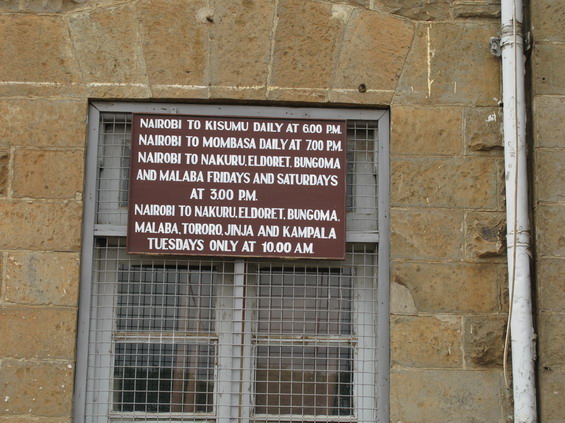 NAIROBI TO KISUMU DAILY AT 6.00 P.M.
NAIROBI TO MOMBASA DAILY AT 7.00 P.M.
NAIROBI TO NAKURU, ELDORET, BUNGOMA
AND MALABA FRIDAYS AND SATURDAYS
AT 3.00 P.M.
NAIROBI TO NAKURU, ELDORET, BUNGOMA,
MALABA, TORORO, JINJA AND KAMPALA
TUESDAYS ONLY AT 10.00 A.M.